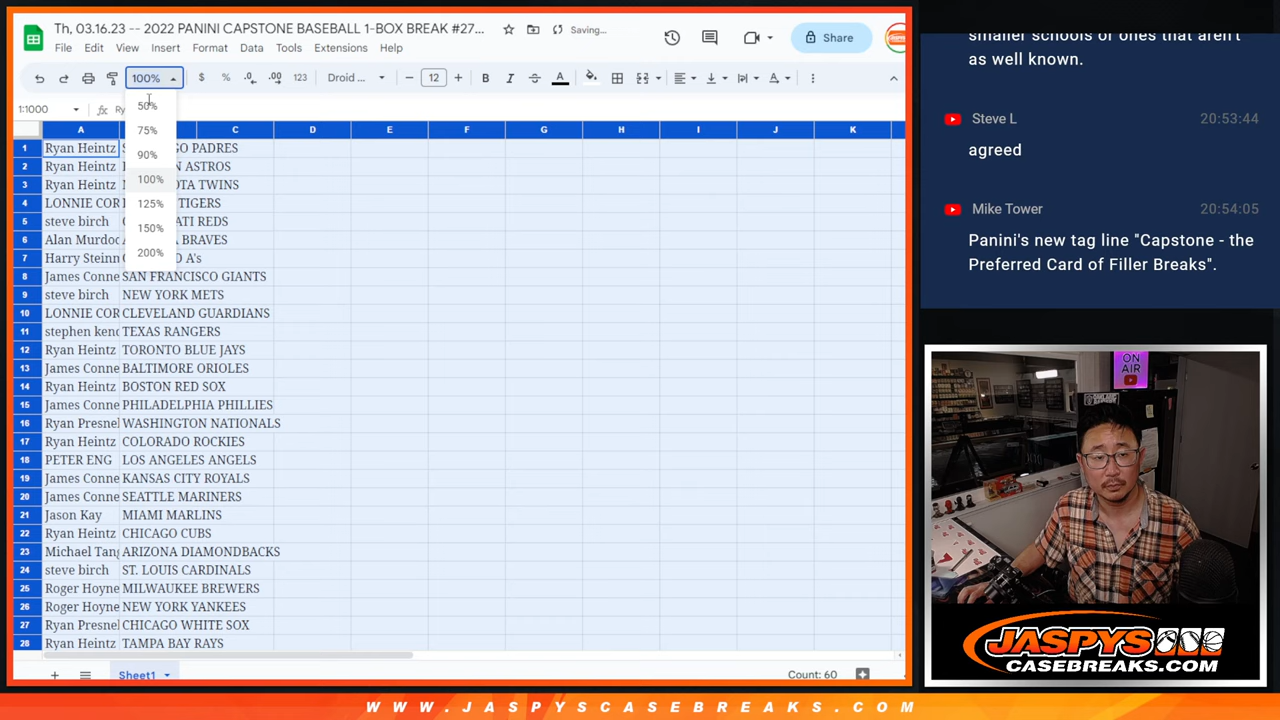 Th, 03.16.23 -- 2022 PANINI CAPSTONE BASEBALL 1-BOX BREAK #27...
Saving...
File Edit View Insert Format Data Tools Extensions Help
Share
100%
$ % .0 .00 123
Droid ...
12
B I A
1:1000
fx
50%
75%
90%
100%
125%
150%
200%
A C D E F G H I J K
1 Ryan Heintz PADRES
2 Ryan Heintz ASTROS
3 Ryan Heintz TWINS
4 LONNIE COR TIGERS
5 steve birch REDS
6 Alan Murdoc BRAVES
7 Harry Steinn A's
8 James Conne SAN FRANCISCO GIANTS
9 steve birch NEW YORK METS
10 LONNIE COR CLEVELAND GUARDIANS
11 stephen kend TEXAS RANGERS
12 Ryan Heintz TORONTO BLUE JAYS
13 James Conne BALTIMORE ORIOLES
14 Ryan Heintz BOSTON RED SOX
15 James Conne PHILADELPHIA PHILLIES
16 Ryan Presnel WASHINGTON NATIONALS
17 Ryan Heintz COLORADO ROCKIES
18 PETER ENG LOS ANGELES ANGELS
19 James Conne KANSAS CITY ROYALS
20 James Conne SEATTLE MARINERS
21 Jason Kay MIAMI MARLINS
22 Ryan Heintz CHICAGO CUBS
23 Michael Tang ARIZONA DIAMONDBACKS
24 steve birch ST. LOUIS CARDINALS
25 Roger Hoyne MILWAUKEE BREWERS
26 Roger Hoyne NEW YORK YANKEES
27 Ryan Presnel CHICAGO WHITE SOX
28 Ryan Heintz TAMPA BAY RAYS
Sheet1
Count: 60
smaller schools or ones that aren't
as well known.
Steve L 20:53:44
agreed
Mike Tower 20:54:05
Panini's new tag line "Capstone - the
Preferred Card of Filler Breaks".
ON
AIR
JASPYS
CASEBREAKS.COM
WWW.JASPYSCASEBREAKS.COM